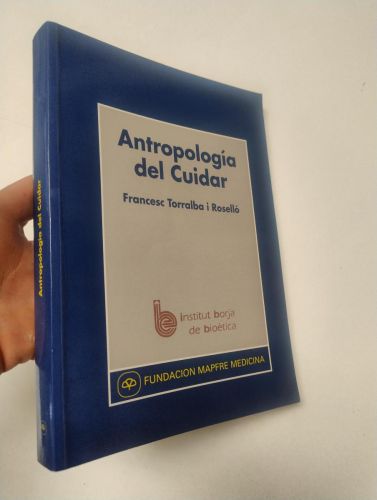 Antropología
del Cuidar
Francesc Torralba i Roselló
institut borja
de bioètica
FUNDACION MAPFRE MEDICINA
Antropología del Cuidar